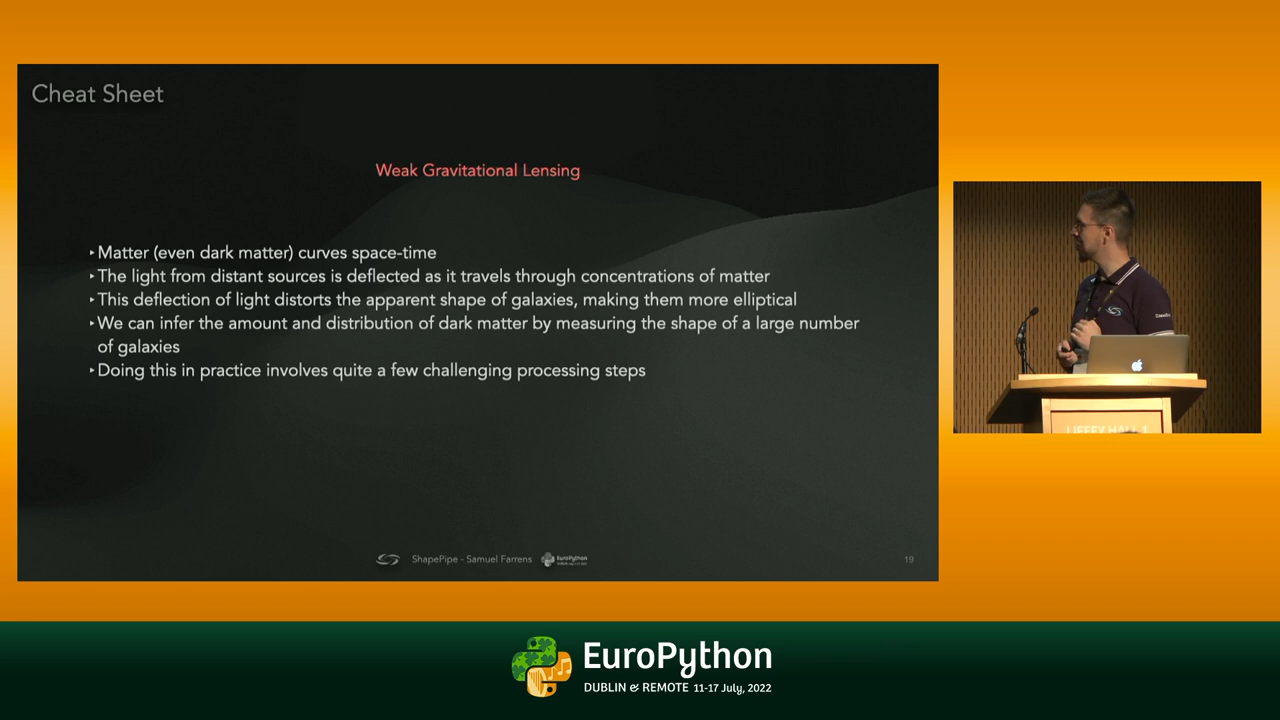 Cheat Sheet
Weak Gravitational Lensing
‣Matter (even dark matter) curves space-time
‣The light from distant sources is deflected as it travels through concentrations of matter
‣This deflection of light distorts the apparent shape of galaxies, making them more elliptical
‣We can infer the amount and distribution of dark matter by measuring the shape of a large number
of galaxies
‣Doing this in practice involves quite a few challenging processing steps
ShapePipe - Samuel Farrens
EuroPython
19
LIFFEY HALL 1
EuroPython
DUBLIN & REMOTE 11-17 July, 2022